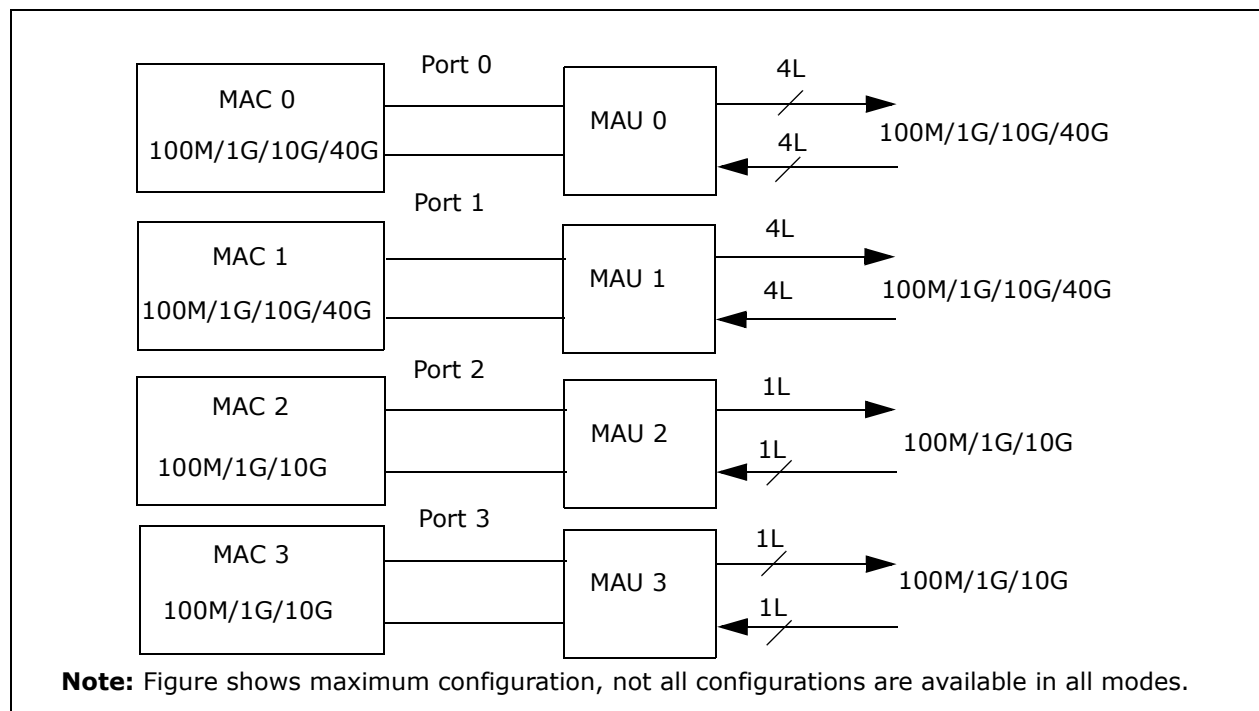 Port 0
MAC 0
100M/1G/10G/40G
MAU 0
4L
4L
100M/1G/10G/40G
Port 1
MAC 1
100M/1G/10G/40G
MAU 1
4L
4L
100M/1G/10G/40G
Port 2
MAC 2
100M/1G/10G
MAU 2
1L
1L
100M/1G/10G
Port 3
MAC 3
100M/1G/10G
MAU 3
1L
1L
100M/1G/10G
Note: Figure shows maximum configuration, not all configurations are available in all modes.